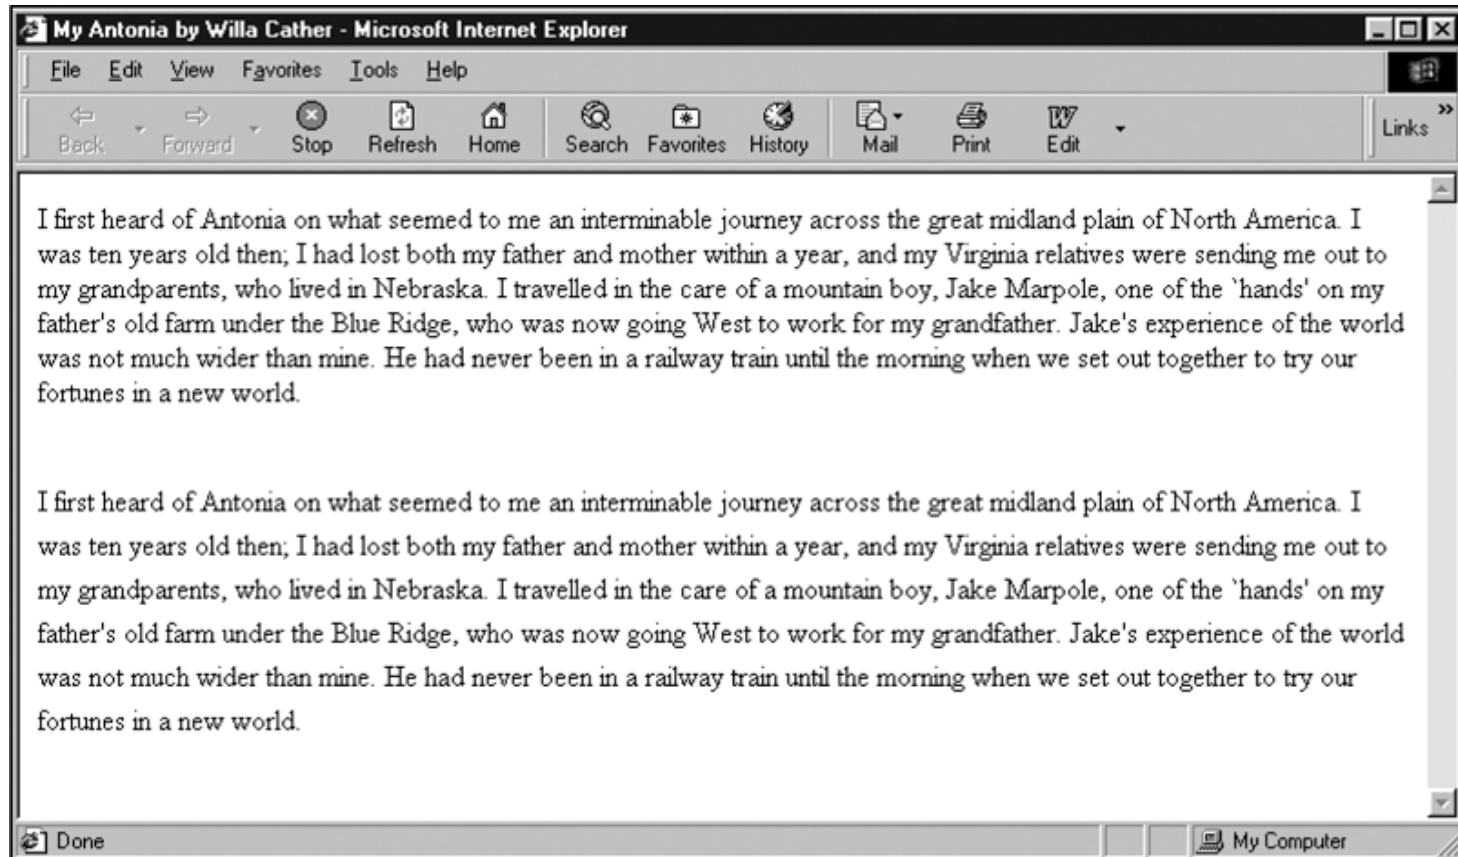 My Antonia by Willa Cather - Microsoft Internet Explorer
File Edit View Favorites Tools Help
Back Forward Stop Refresh Home Search Favorites History Mail Print Edit Links »
I first heard of Antonia on what seemed to me an interminable journey across the great midland plain of North America. I
was ten years old then; I had lost both my father and mother within a year, and my Virginia relatives were sending me out to
my grandparents, who lived in Nebraska. I travelled in the care of a mountain boy, Jake Marpole, one of the `hands' on my
father's old farm under the Blue Ridge, who was now going West to work for my grandfather. Jake's experience of the world
was not much wider than mine. He had never been in a railway train until the morning when we set out together to try our
fortunes in a new world.
I first heard of Antonia on what seemed to me an interminable journey across the great midland plain of North America. I
was ten years old then; I had lost both my father and mother within a year, and my Virginia relatives were sending me out to
my grandparents, who lived in Nebraska. I travelled in the care of a mountain boy, Jake Marpole, one of the `hands' on my
father's old farm under the Blue Ridge, who was now going West to work for my grandfather. Jake's experience of the world
was not much wider than mine. He had never been in a railway train until the morning when we set out together to try our
fortunes in a new world.
Done My Computer